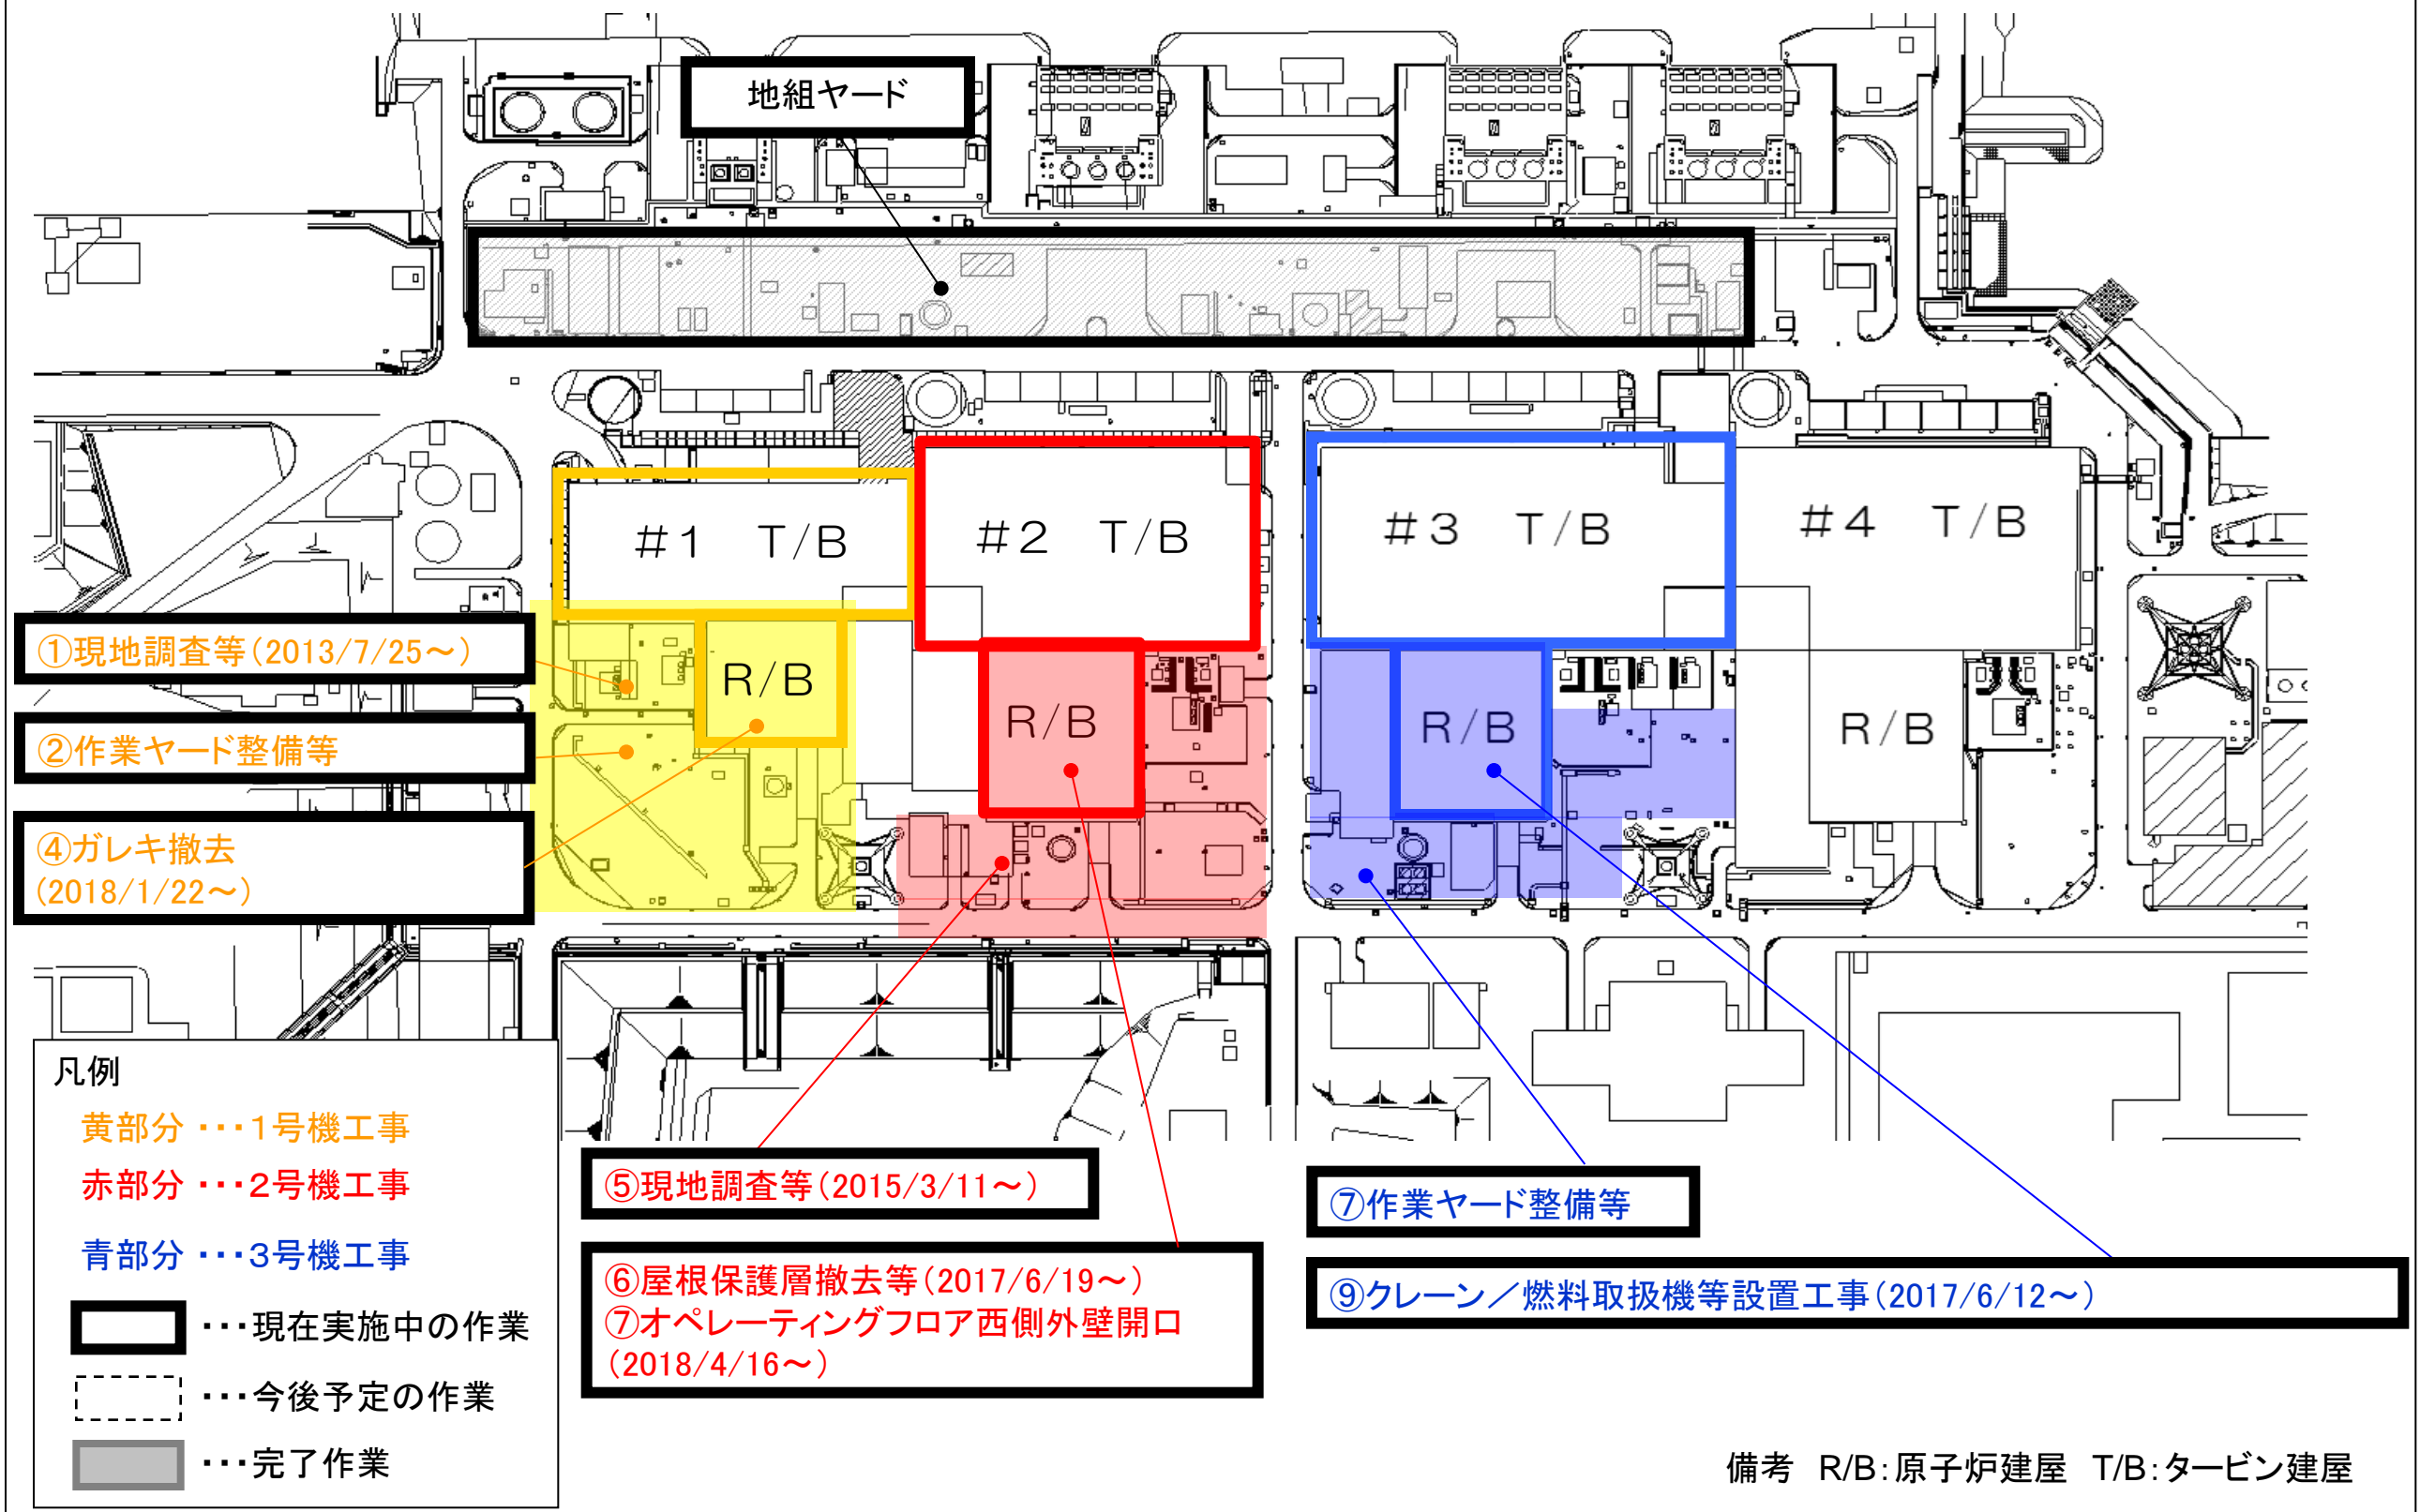 地組ヤード
#1 T/B
#2 T/B
#3 T/B
#4 T/B
R/B
R/B
R/B
R/B
①現地調査等(2013/7/25～)
②作業ヤード整備等
④ガレキ撤去
(2018/1/22～)
⑤現地調査等(2015/3/11～)
⑥屋根保護層撤去等(2017/6/19～)
⑦オペレーティングフロア西側外壁開口
(2018/4/16～)
⑦作業ヤード整備等
⑨クレーン／燃料取扱機等設置工事(2017/6/12～)
凡例
黄部分 ･･･1号機工事
赤部分 ･･･2号機工事
青部分 ･･･3号機工事
･･･現在実施中の作業
･･･今後予定の作業
･･･完了作業
備考 R/B：原子炉建屋 T/B：タービン建屋